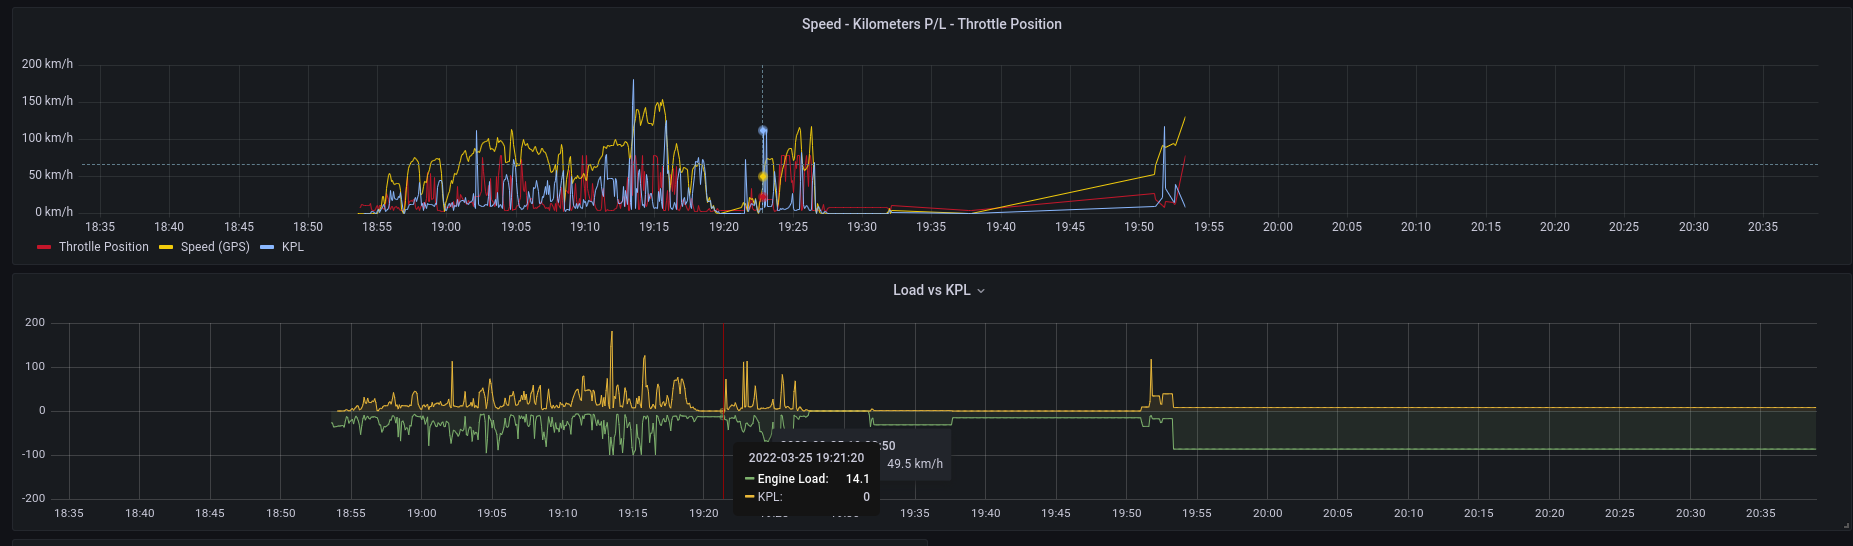 Speed - Kilometers P/L - Throttle Position
200 km/h
150 km/h
100 km/h
50 km/h
0 km/h
18:35 18:40 18:45 18:50 18:55 19:00 19:05 19:10 19:15 19:20 19:25 19:30 19:35 19:40 19:45 19:50 19:55 20:00 20:05 20:10 20:15 20:20 20:25 20:30 20:35
Throtlle Position Speed (GPS) KPL
Load vs KPL
200
100
0
-100
-200
:50
49.5 km/h
2022-03-25 19:21:20
Engine Load: 14.1
KPL: 0
18:35 18:40 18:45 18:50 18:55 19:00 19:05 19:10 19:15 19:20 19:35 19:40 19:45 19:50 19:55 20:00 20:05 20:10 20:15 20:20 20:25 20:30 20:35